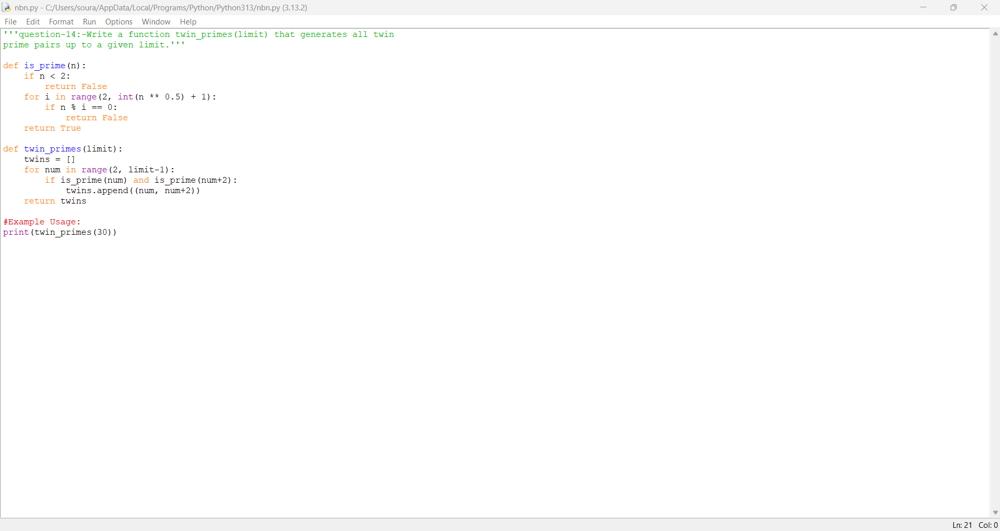 nbn.py - C:/Users/soura/AppData/Local/Programs/Python/Python313/nbn.py (3.13.2)
File Edit Format Run Options Window Help
'''question-14:-Write a function twin_primes(limit) that generates all twin
prime pairs up to a given limit.'''

def is_prime(n):
    if n < 2:
        return False
    for i in range(2, int(n ** 0.5) + 1):
        if n % i == 0:
            return False
    return True

def twin_primes(limit):
    twins = []
    for num in range(2, limit-1):
        if is_prime(num) and is_prime(num+2):
            twins.append((num, num+2))
    return twins

#Example Usage:
print(twin_primes(30))
Ln: 21 Col: 0